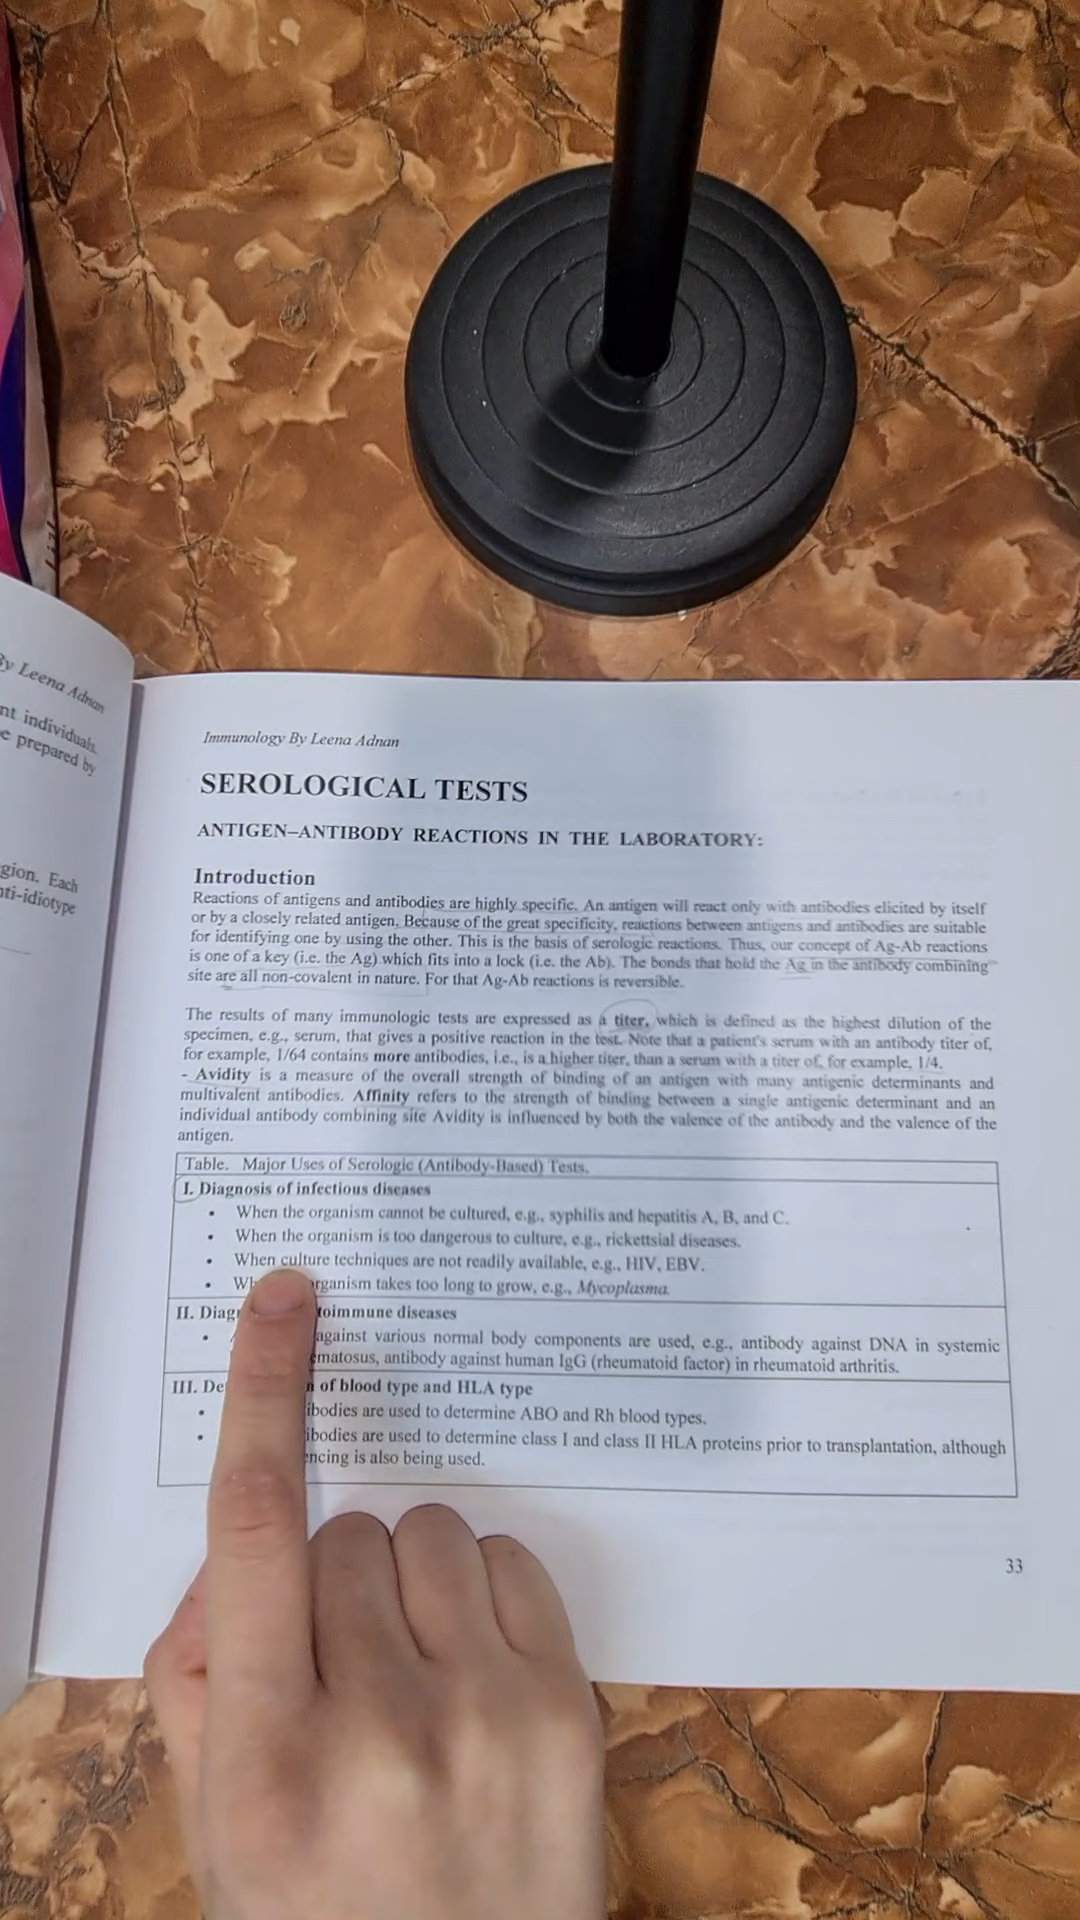 By Leena Adnan
nt individuals.
e prepared by
gion. Each
nti-idiotype
Immunology By Leena Adnan
SEROLOGICAL TESTS
ANTIGEN–ANTIBODY REACTIONS IN THE LABORATORY:
Introduction
Reactions of antigens and antibodies are highly specific. An antigen will react only with antibodies elicited by itself
or by a closely related antigen. Because of the great specificity, reactions between antigens and antibodies are suitable
for identifying one by using the other. This is the basis of serologic reactions. Thus, our concept of Ag-Ab reactions
is one of a key (i.e. the Ag) which fits into a lock (i.e. the Ab). The bonds that hold the Ag in the antibody combining
site are all non-covalent in nature. For that Ag-Ab reactions is reversible.
The results of many immunologic tests are expressed as a titer, which is defined as the highest dilution of the
specimen, e.g., serum, that gives a positive reaction in the test. Note that a patient's serum with an antibody titer of,
for example, 1/64 contains more antibodies, i.e., is a higher titer, than a serum with a titer of, for example, 1/4.
- Avidity is a measure of the overall strength of binding of an antigen with many antigenic determinants and
multivalent antibodies. Affinity refers to the strength of binding between a single antigenic determinant and an
individual antibody combining site Avidity is influenced by both the valence of the antibody and the valence of the
antigen.
Table. Major Uses of Serologic (Antibody-Based) Tests.
I. Diagnosis of infectious diseases
• When the organism cannot be cultured, e.g., syphilis and hepatitis A, B, and C.
• When the organism is too dangerous to culture, e.g., rickettsial diseases.
• When culture techniques are not readily available, e.g., HIV, EBV.
• Wh rganism takes too long to grow, e.g., Mycoplasma.
II. Diag toimmune diseases
• against various normal body components are used, e.g., antibody against DNA in systemic
ematosus, antibody against human IgG (rheumatoid factor) in rheumatoid arthritis.
III. De n of blood type and HLA type
• ibodies are used to determine ABO and Rh blood types.
• ibodies are used to determine class I and class II HLA proteins prior to transplantation, although
encing is also being used.
33